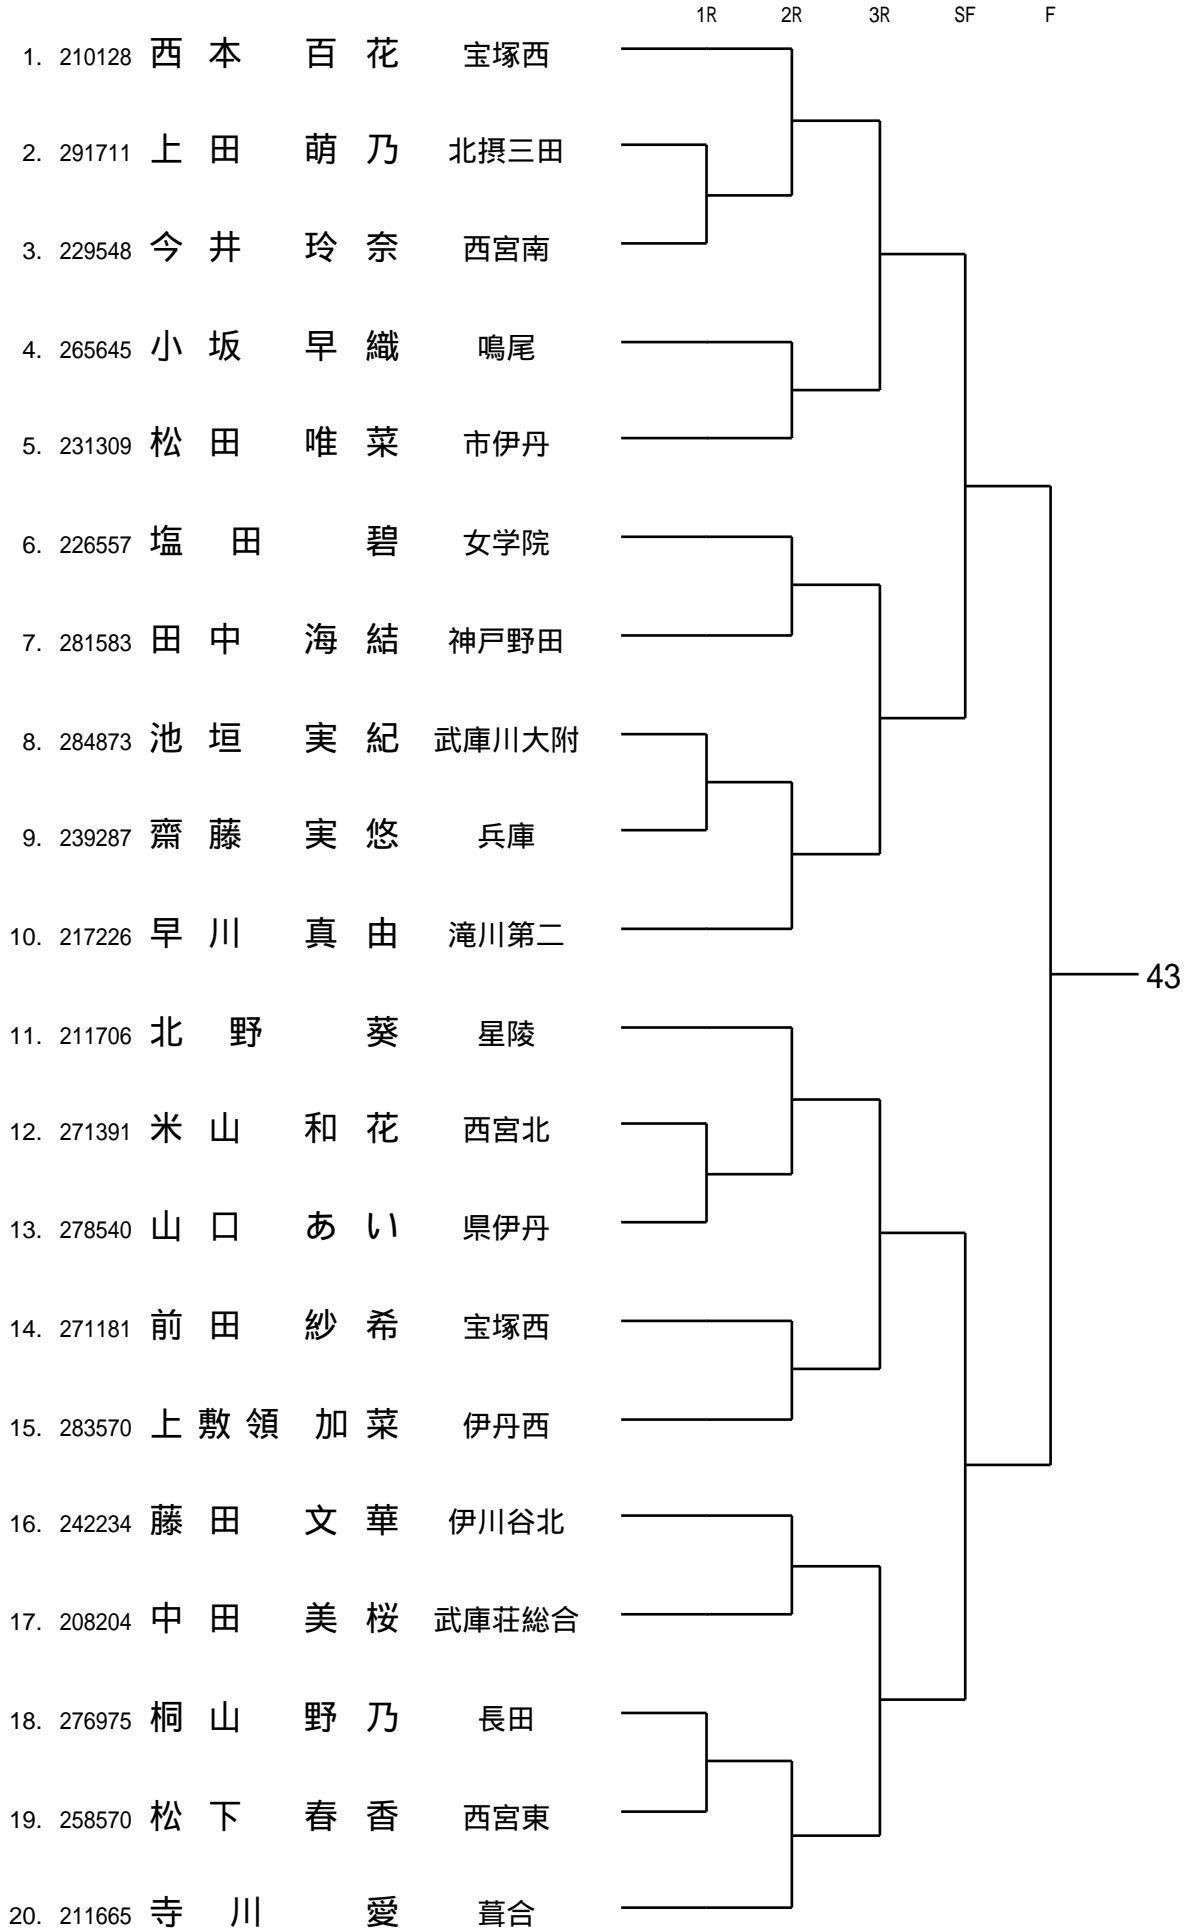 1R 2R 3R SF F
1. 210128 西本 百花 宝塚西
2. 291711 上田 萌乃 北摂三田
3. 229548 今井 玲奈 西宮南
4. 265645 小坂 早織 鳴尾
5. 231309 松田 唯菜 市伊丹
6. 226557 塩田 碧 女学院
7. 281583 田中 海結 神戸野田
8. 284873 池垣 実紀 武庫川大附
9. 239287 齋藤 実悠 兵庫
10. 217226 早川 真由 滝川第二
43
11. 211706 北野 葵 星陵
12. 271391 米山 和花 西宮北
13. 278540 山口 あい 県伊丹
14. 271181 前田 紗希 宝塚西
15. 283570 上敷領 加菜 伊丹西
16. 242234 藤田 文華 伊川谷北
17. 208204 中田 美桜 武庫荘総合
18. 276975 桐山 野乃 長田
19. 258570 松下 春香 西宮東
20. 211665 寺川 愛 葺合